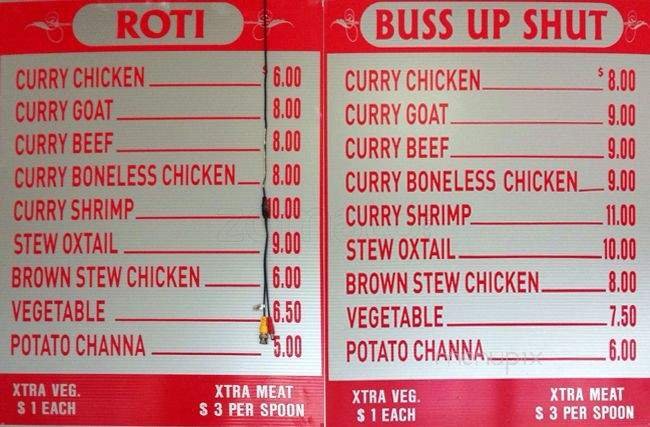 ROTI
CURRY CHICKEN $ 6.00
CURRY GOAT 8.00
CURRY BEEF 8.00
CURRY BONELESS CHICKEN 8.00
CURRY SHRIMP 10.00
STEW OXTAIL 9.00
BROWN STEW CHICKEN 6.00
VEGETABLE 6.50
POTATO CHANNA 5.00
XTRA VEG.
$ 1 EACH
XTRA MEAT
$ 3 PER SPOON
BUSS UP SHUT
CURRY CHICKEN $ 8.00
CURRY GOAT 9.00
CURRY BEEF 9.00
CURRY BONELESS CHICKEN 9.00
CURRY SHRIMP 11.00
STEW OXTAIL 10.00
BROWN STEW CHICKEN 8.00
VEGETABLE 7.50
POTATO CHANNA 6.00
menupix
XTRA VEG.
$ 1 EACH
XTRA MEAT
$ 3 PER SPOON